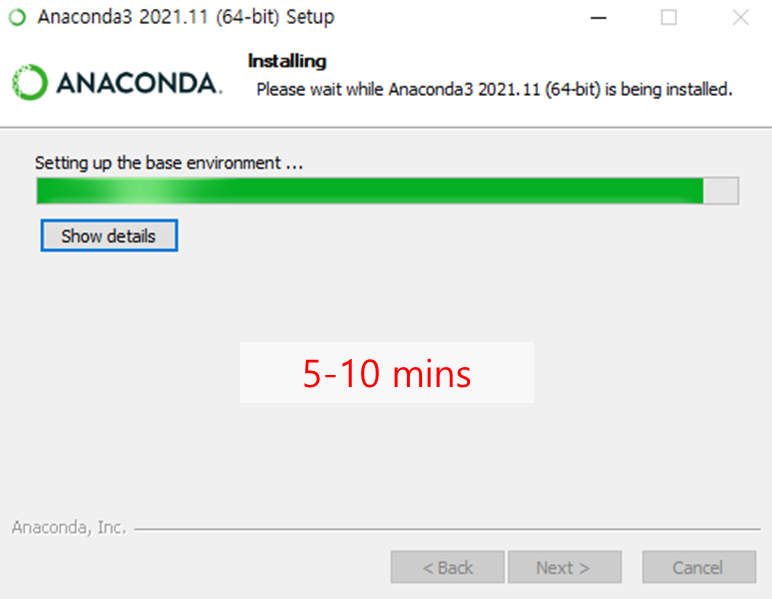 Anaconda3 2021.11 (64-bit) Setup
ANACONDA.
Installing
Please wait while Anaconda3 2021.11 (64-bit) is being installed.
Setting up the base environment ...
Show details
5-10 mins
Anaconda, Inc.
< Back Next > Cancel